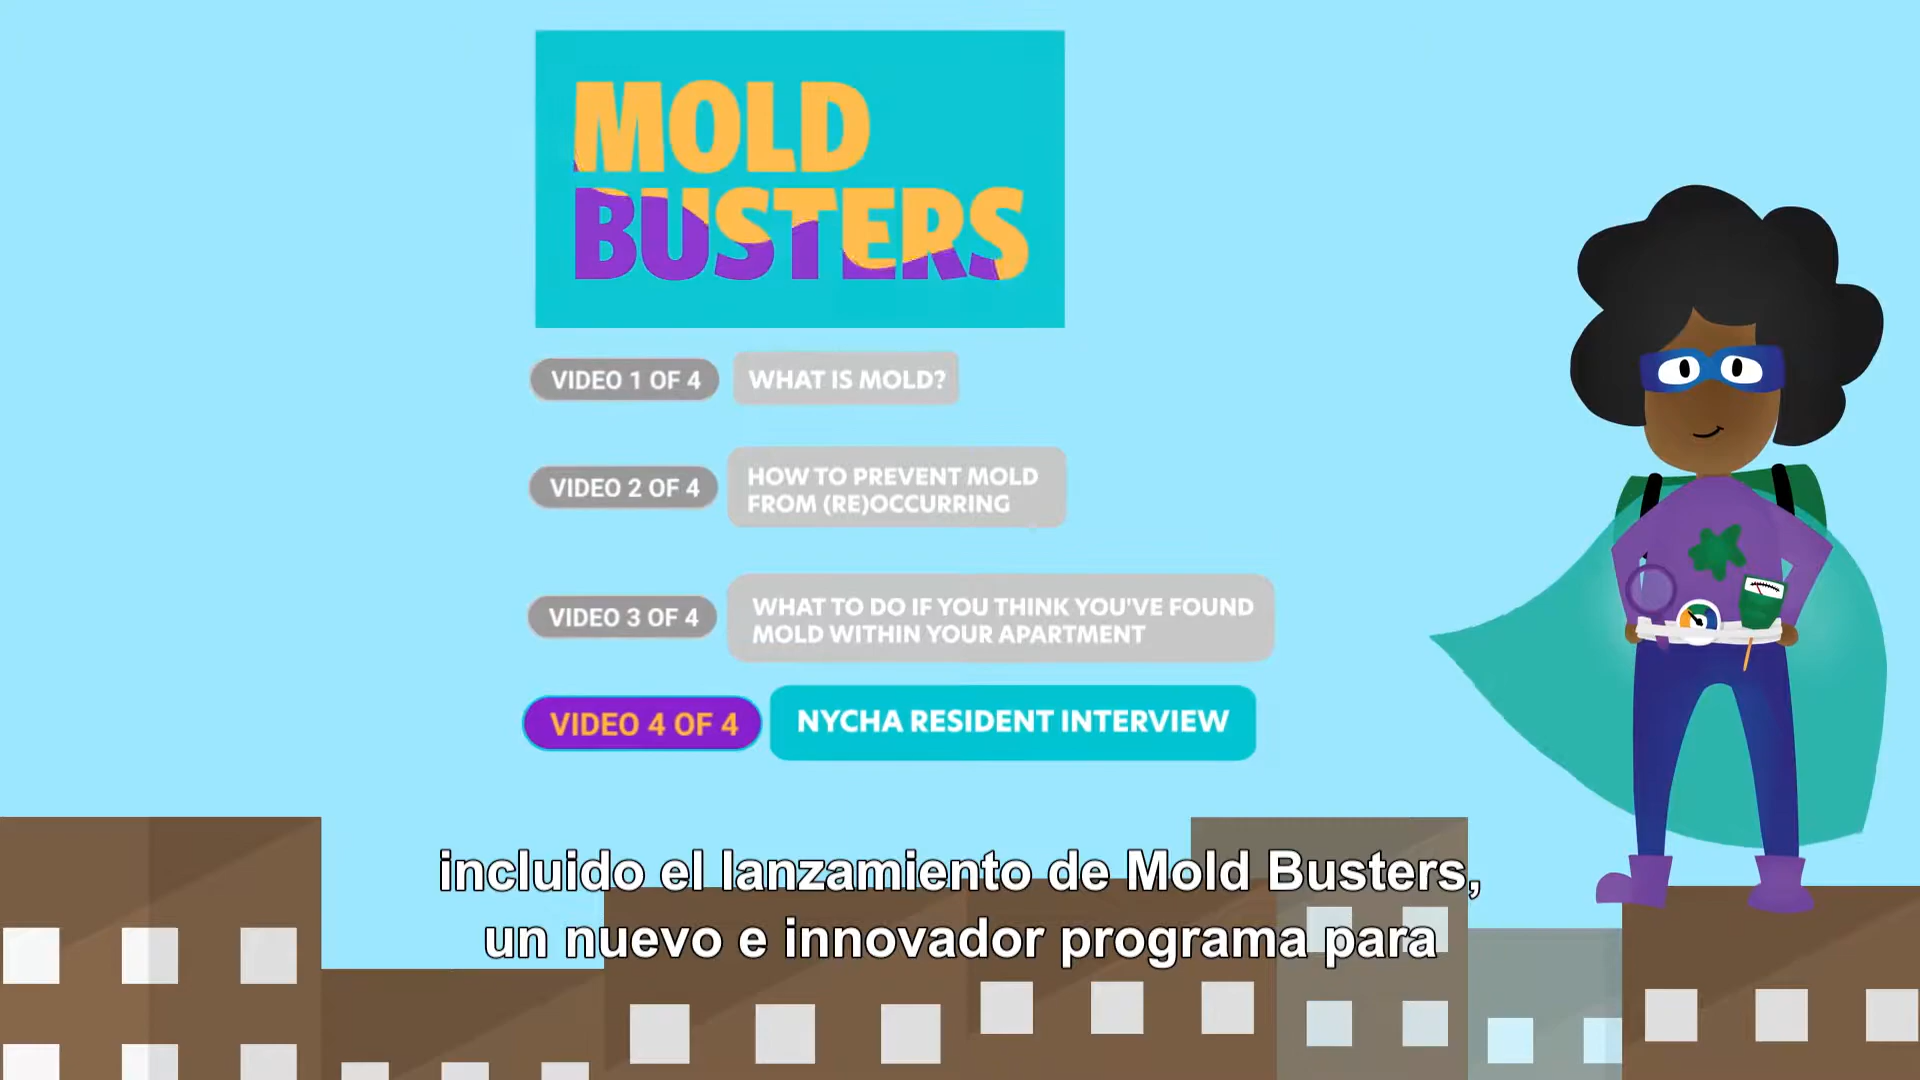 MOLD
BUSTERS
VIDEO 1 OF 4
WHAT IS MOLD?
VIDEO 2 OF 4
HOW TO PREVENT MOLD
FROM (RE)OCCURRING
VIDEO 3 OF 4
WHAT TO DO IF YOU THINK YOU'VE FOUND
MOLD WITHIN YOUR APARTMENT
VIDEO 4 OF 4
NYCHA RESIDENT INTERVIEW
incluido el lanzamiento de Mold Busters,
un nuevo e innovador programa para